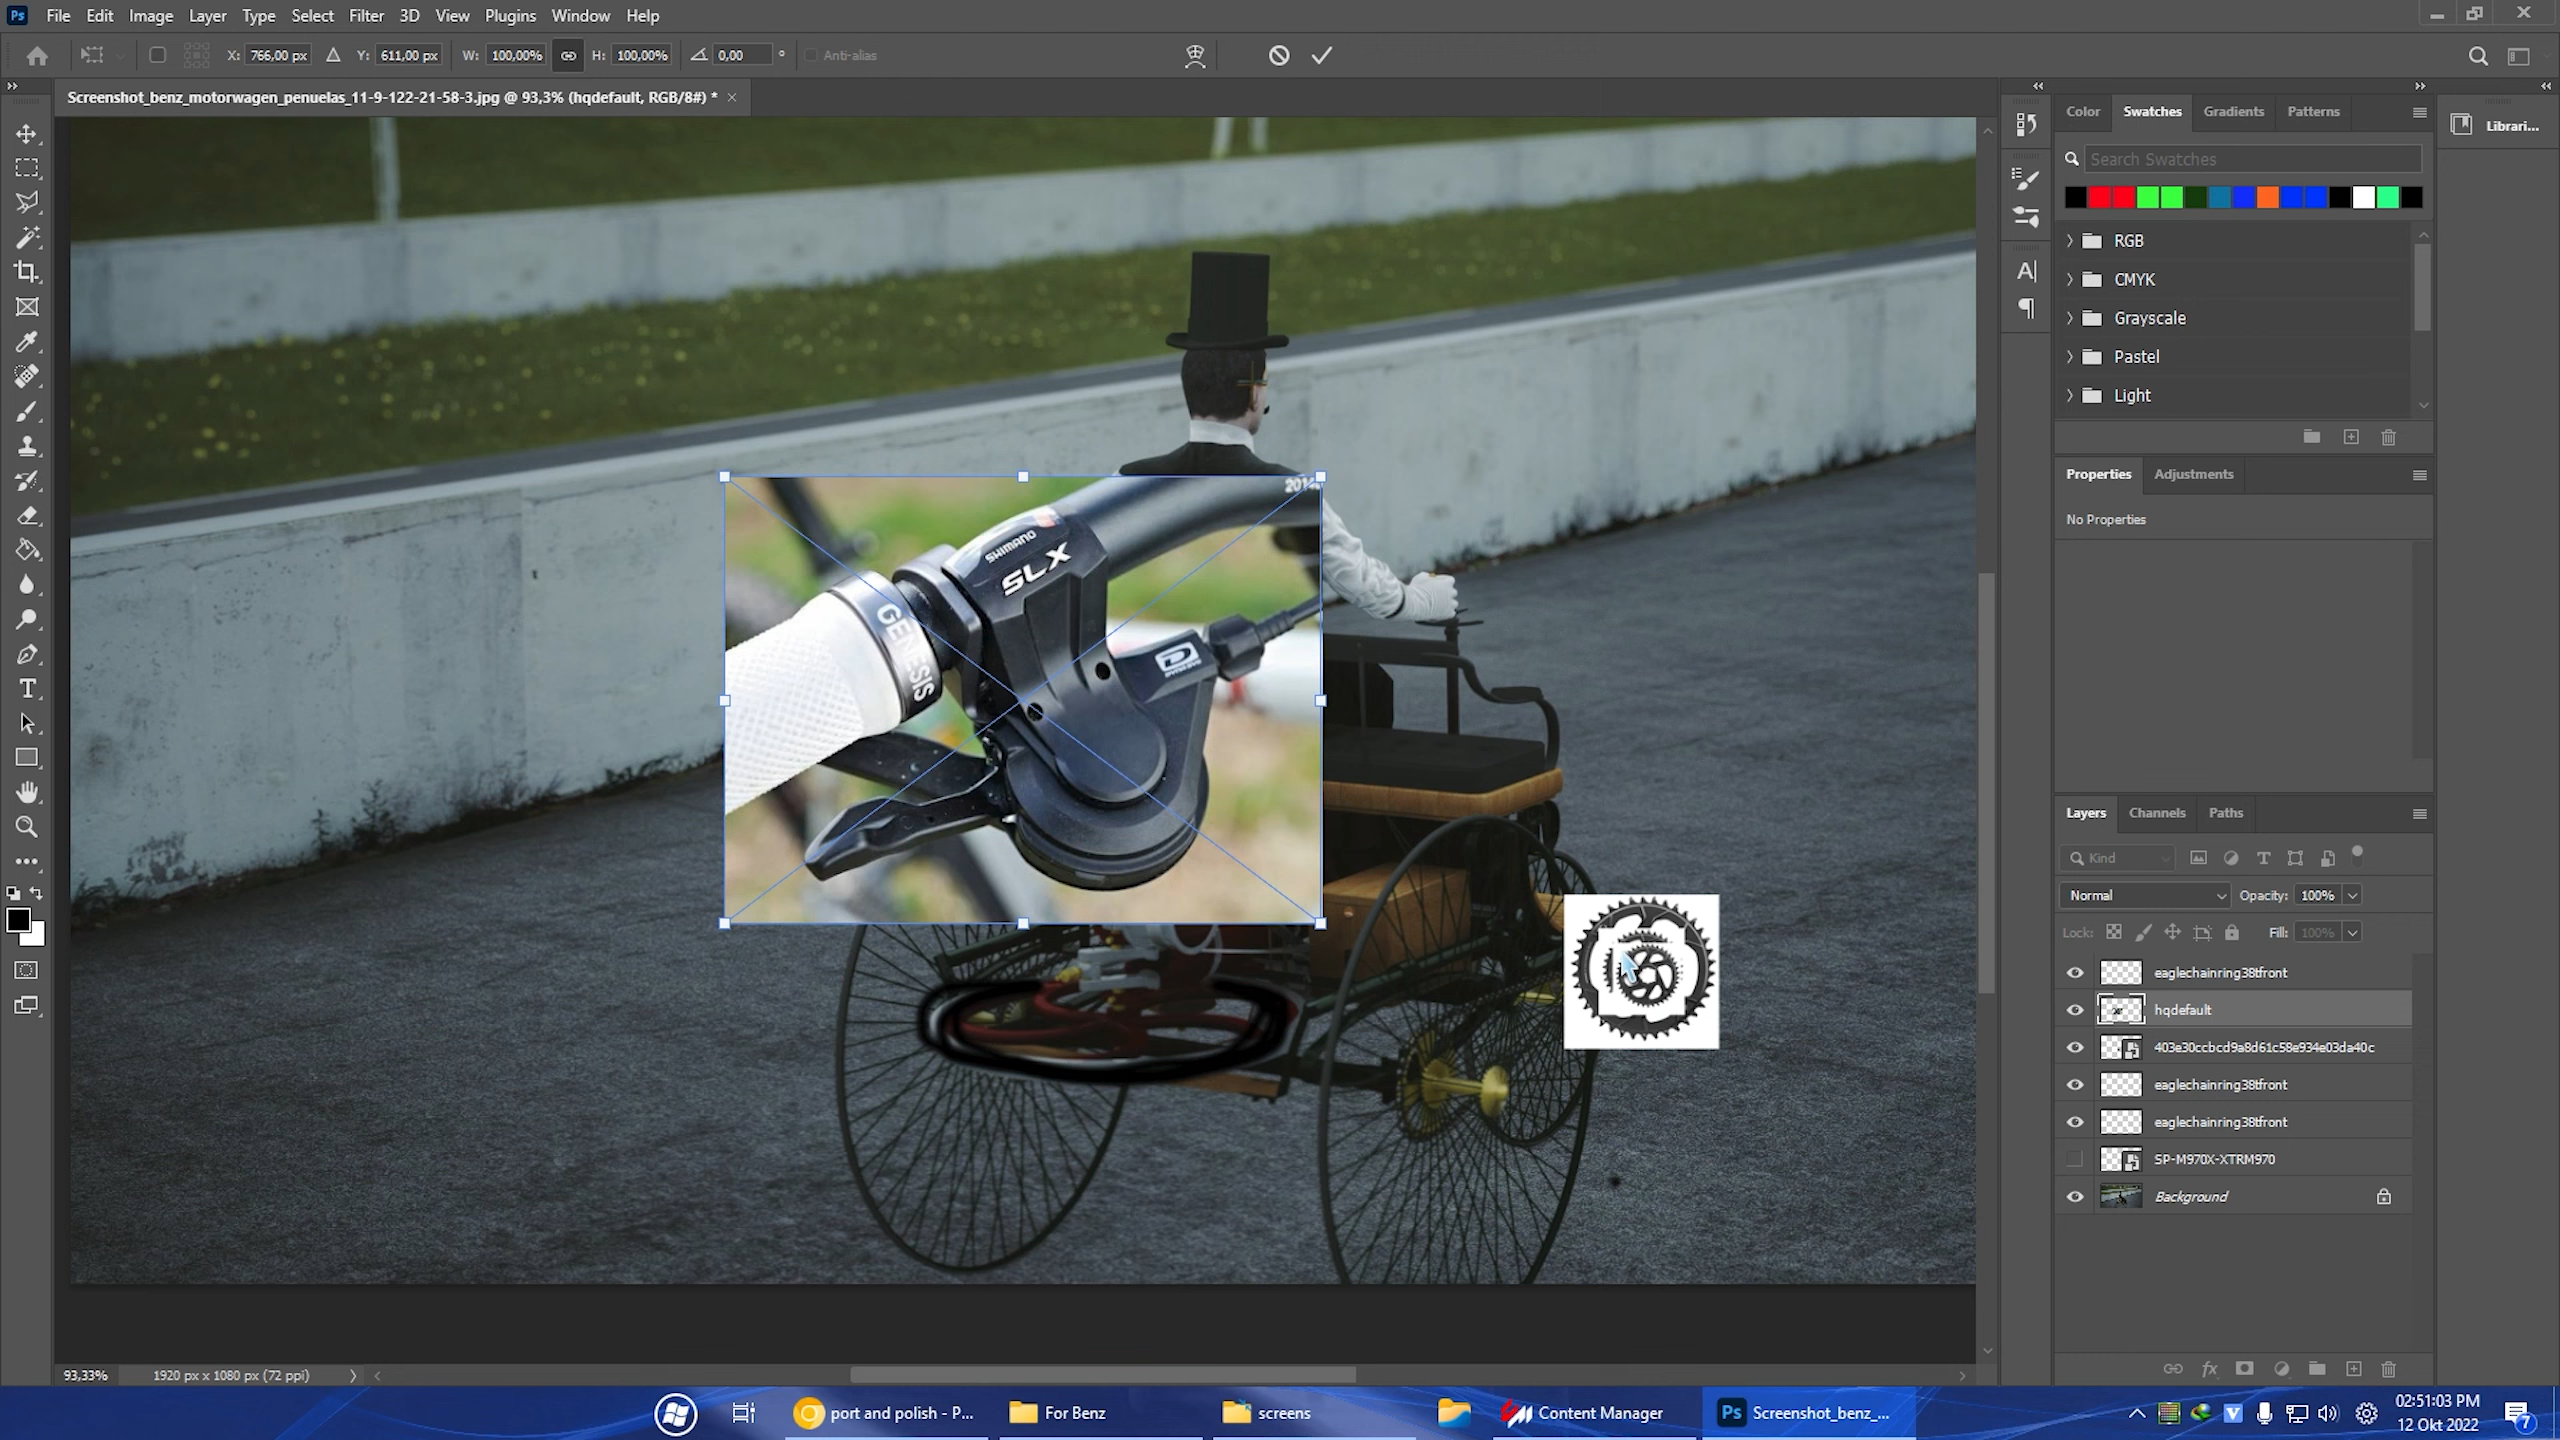 Ps File Edit Image Layer Type Select Filter 3D View Plugins Window Help
X: 766,00 px Y: 611,00 px W: 100,00% H: 100,00% 0,00 ° Anti-alias
Screenshot_benz_motorwagen_penuelas_11-9-122-21-58-3.jpg @ 93,3% (hqdefault, RGB/8#) * ×
Color Swatches Gradients Patterns
Librari...
Search Swatches
RGB
CMYK
Grayscale
Pastel
Light
Properties Adjustments
No Properties
SHIMANO
SLX
GENESIS
Layers Channels Paths
Kind
Normal Opacity: 100%
Lock: Fill: 100%
eaglechainring38tfront
hqdefault
403e30ccbcd9a8d61c58e934e03da40c
eaglechainring38tfront
eaglechainring38tfront
SP-M970X-XTRM970
Background
93,33% 1920 px x 1080 px (72 ppi)
port and polish - P... For Benz screens Content Manager Ps Screenshot_benz_... 02:51:03 PM
12 Okt 2022
7